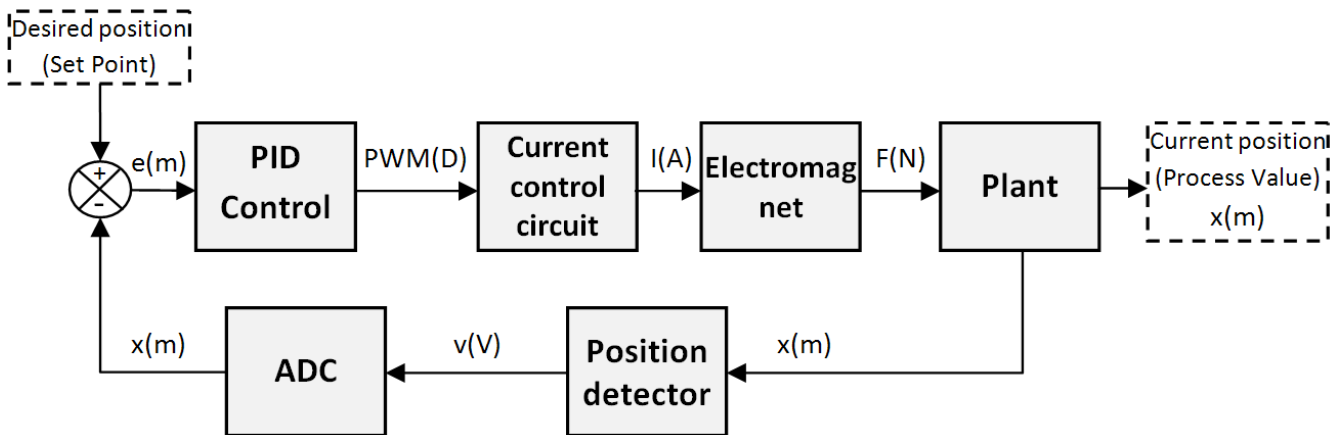 Desired position
(Set Point)
+
-
e(m)
PID
Control
PWM(D)
Current
control
circuit
I(A)
Electromag
net
F(N)
Plant
Current position
(Process Value)
x(m)
x(m)
ADC
v(V)
Position
detector
x(m)